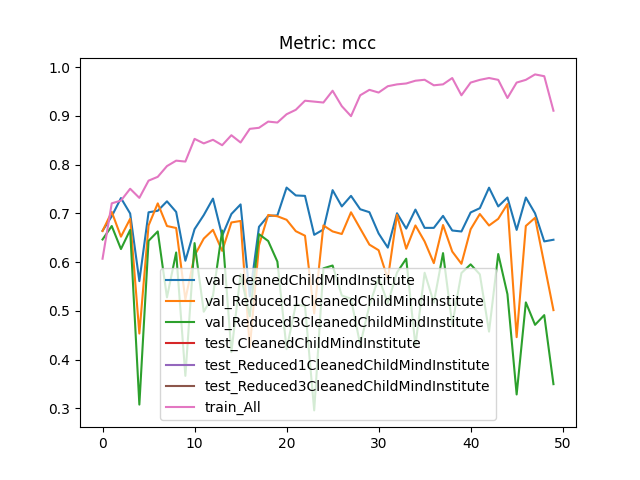 Metric: mcc
1.0
0.9
0.8
0.7
0.6
0.5
0.4
0.3
val_CleanedChildMindInstitute
val_Reduced1CleanedChildMindInstitute
val_Reduced3CleanedChildMindInstitute
test_CleanedChildMindInstitute
test_Reduced1CleanedChildMindInstitute
test_Reduced3CleanedChildMindInstitute
train_All
0 10 20 30 40 50